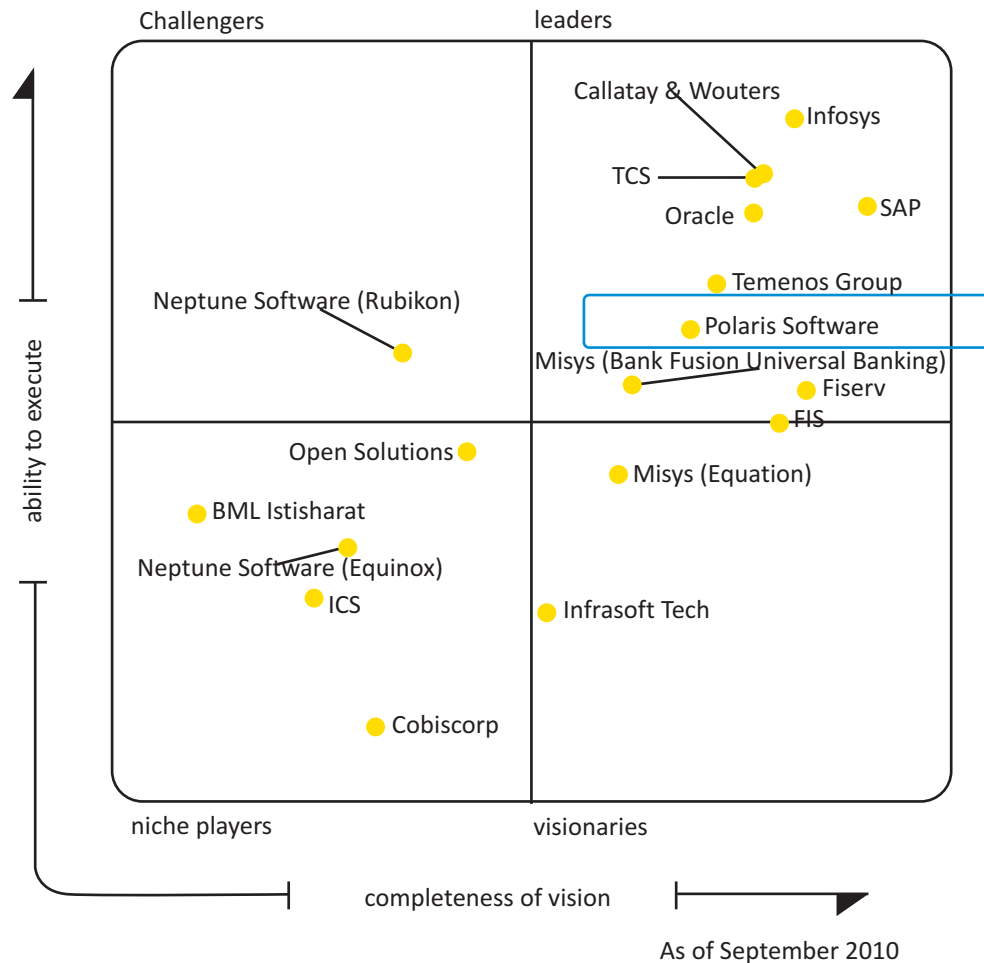 Challengers
leaders
Callatay & Wouters
Infosys
TCS
SAP
Oracle
Temenos Group
Neptune Software (Rubikon)
Polaris Software
Misys (Bank Fusion Universal Banking)
Fiserv
FIS
ability to execute
Open Solutions
Misys (Equation)
BML Istisharat
Neptune Software (Equinox)
ICS
Infrasoft Tech
Cobiscorp
niche players
visionaries
completeness of vision
As of September 2010